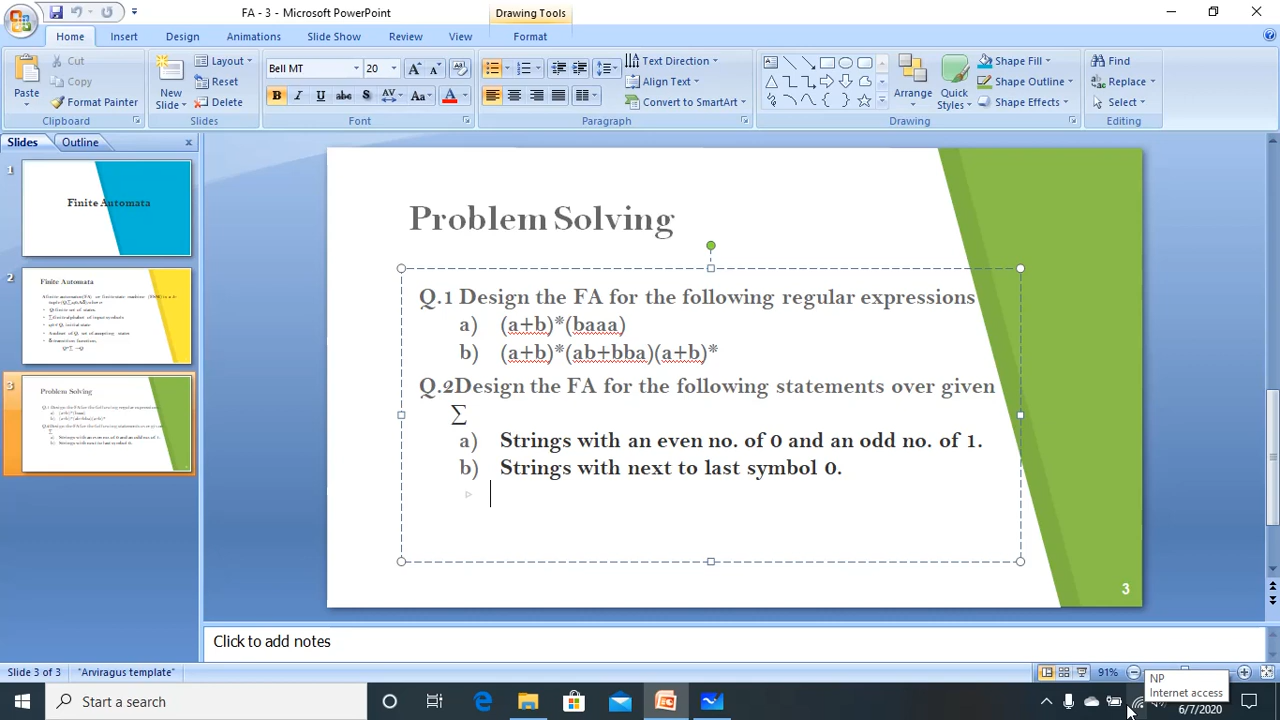 FA - 3 - Microsoft PowerPoint
Drawing Tools
Home
Insert
Design
Animations
Slide Show
Review
View
Format
Paste
Cut
Copy
Format Painter
Clipboard
New Slide
Layout
Reset
Delete
Slides
Bell MT
20
Font
Text Direction
Align Text
Convert to SmartArt
Paragraph
Arrange
Quick Styles
Shape Fill
Shape Outline
Shape Effects
Drawing
Find
Replace
Select
Editing
Slides
Outline
1
Finite Automata
2
Finite Automata
3
Problem Solving
Problem Solving
Q.1 Design the FA for the following regular expressions
a) (a+b)*(baaa)
b) (a+b)*(ab+bba)(a+b)*
Q.2Design the FA for the following statements over given
∑
a) Strings with an even no. of 0 and an odd no. of 1.
b) Strings with next to last symbol 0.
3
Click to add notes
Slide 3 of 3
"Arviragus template"
91%
NP
Internet access
Start a search
6/7/2020